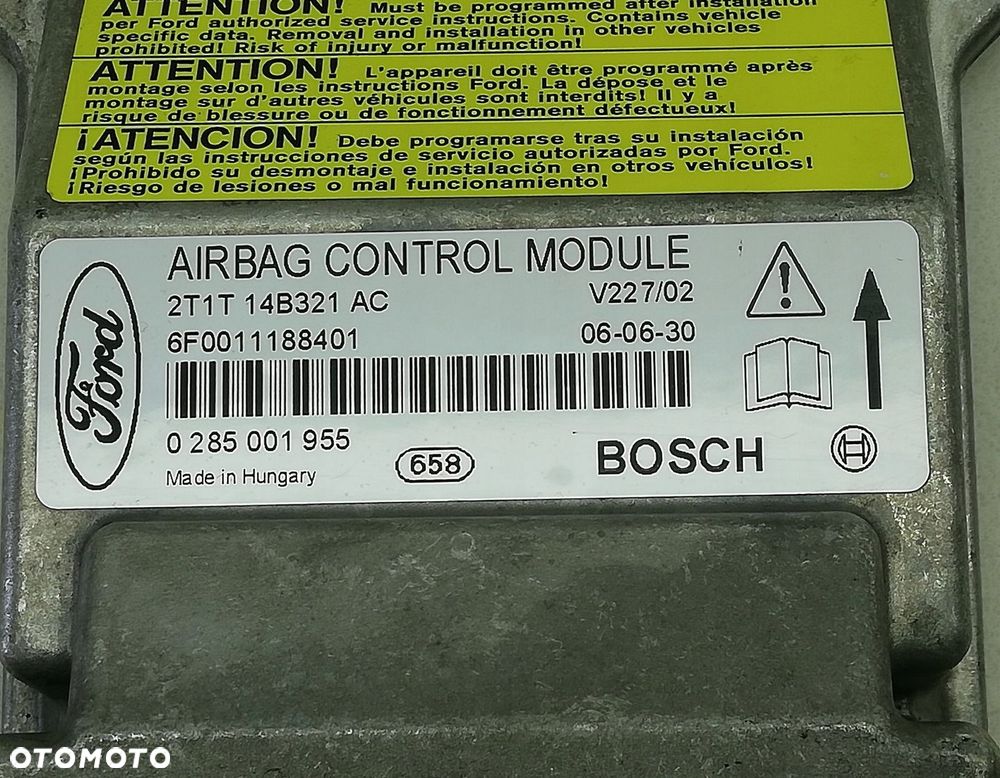 ATTENTION! Must be programmed after installation
per Ford authorized service instructions. Contains vehicle
specific data. Removal and installation in other vehicles
prohibited! Risk of injury or malfunction!
ATTENTION! L'appareil doit être programmé après
montage selon les instructions Ford. La dépose et le
montage sur d'autres véhicules sont interdits! Il y a
risque de blessure ou de fonctionnement défectueux!
¡ATENCION! Debe programarse tras su instalación
según las instrucciones de servicio autorizadas por Ford.
¡Prohibido su desmontaje e instalación en otros vehículos!
¡Riesgo de lesiones o mal funcionamiento!
Ford
AIRBAG CONTROL MODULE
2T1T 14B321 AC V227/02
6F0011188401 06-06-30
0 285 001 955
Made in Hungary
658
BOSCH
OTOMOTO